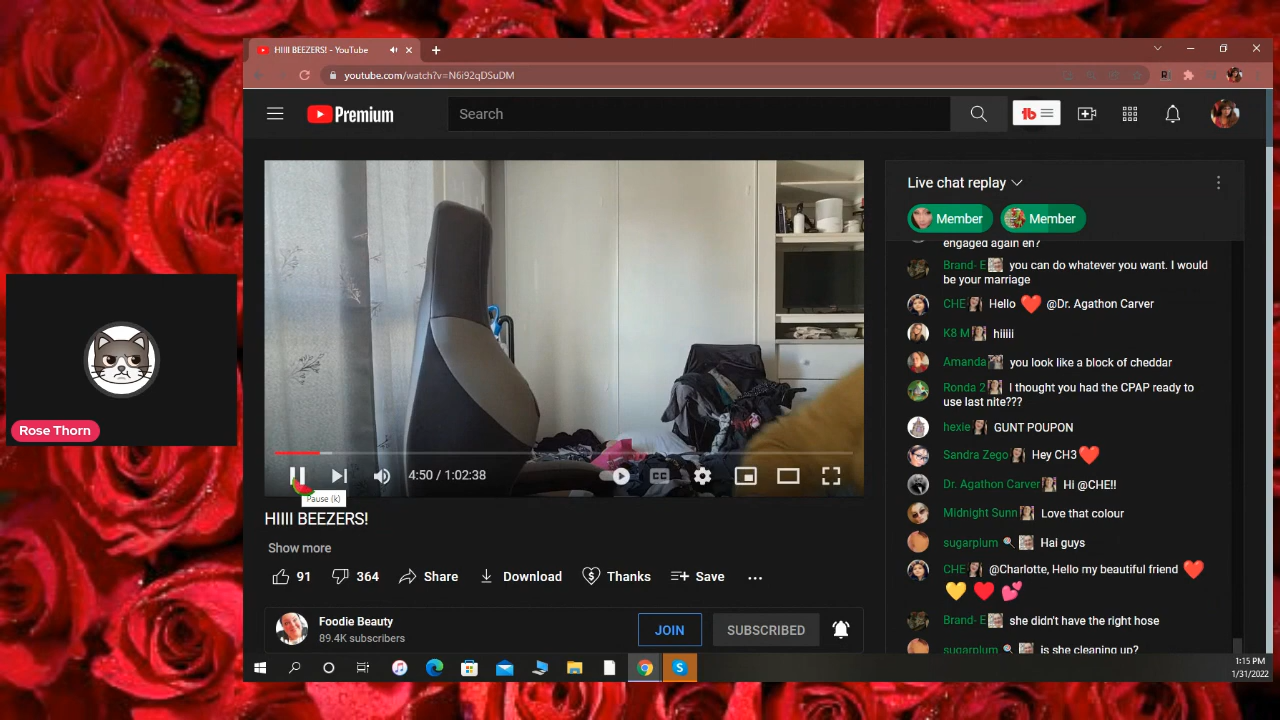 HIIII BEEZERS! - YouTube
youtube.com/watch?v=N6i92qDSuDM
Premium
Search
Live chat replay
Member
Member
engaged again eh?
Brand- E you can do whatever you want. I would
be your marriage
CHE Hello @Dr. Agathon Carver
K8 M hiiiii
Amanda you look like a block of cheddar
Ronda 2 I thought you had the CPAP ready to
use last nite???
hexie GUNT POUPON
Sandra Zego Hey CH3
Dr. Agathon Carver Hi @CHE!!
Midnight Sunn Love that colour
sugarplum Hai guys
CHE @Charlotte, Hello my beautiful friend
Brand- E she didn't have the right hose
sugarplum is she cleaning up?
Rose Thorn
4:50 / 1:02:38
CC
Pause (k)
HIIII BEEZERS!
Show more
91
364
Share
Download
Thanks
Save
Foodie Beauty
89.4K subscribers
JOIN
SUBSCRIBED
1:15 PM
1/31/2022